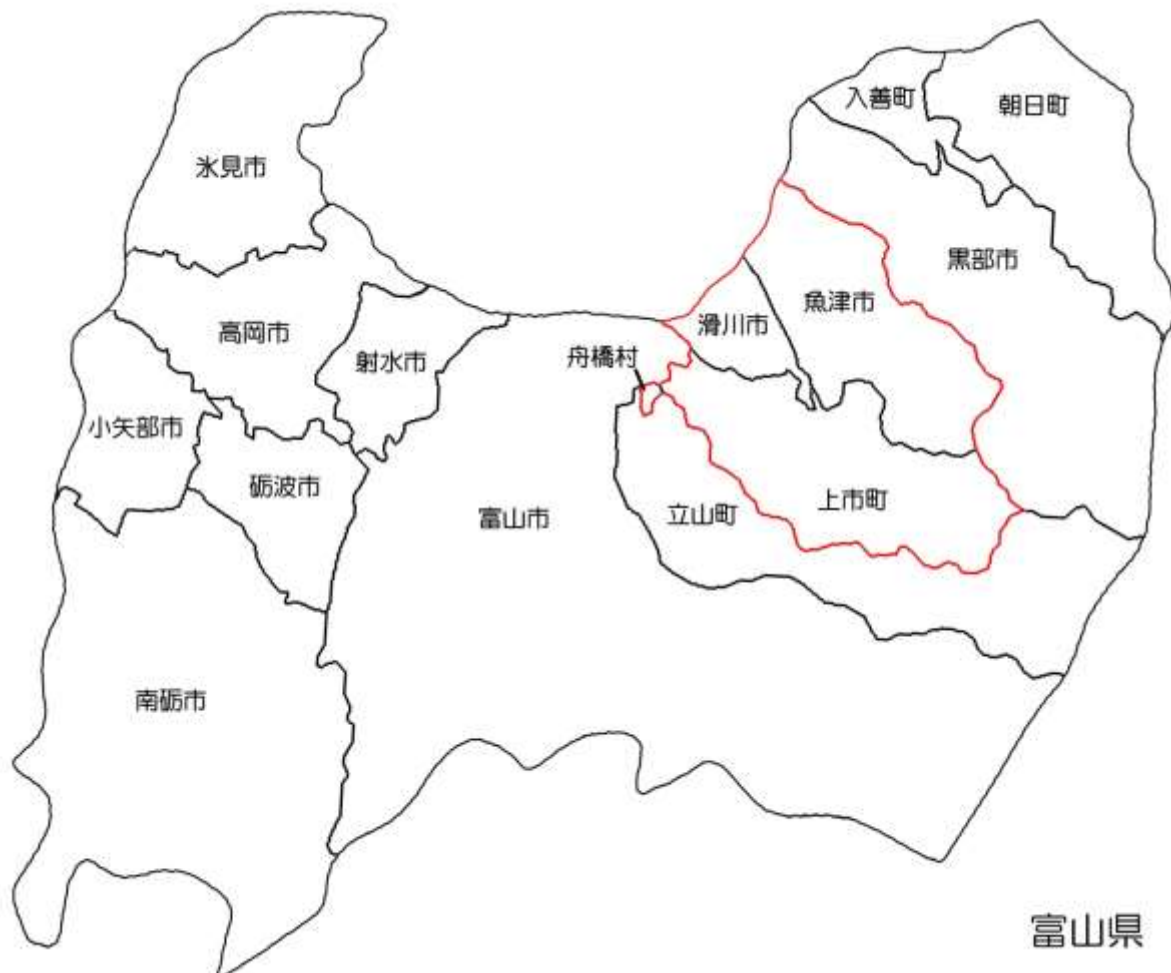 入善町
朝日町
氷見市
黒部市
魚津市
高岡市
滑川市
射水市
舟橋村
小矢部市
砺波市
富山市
立山町
上市町
南砺市
富山県